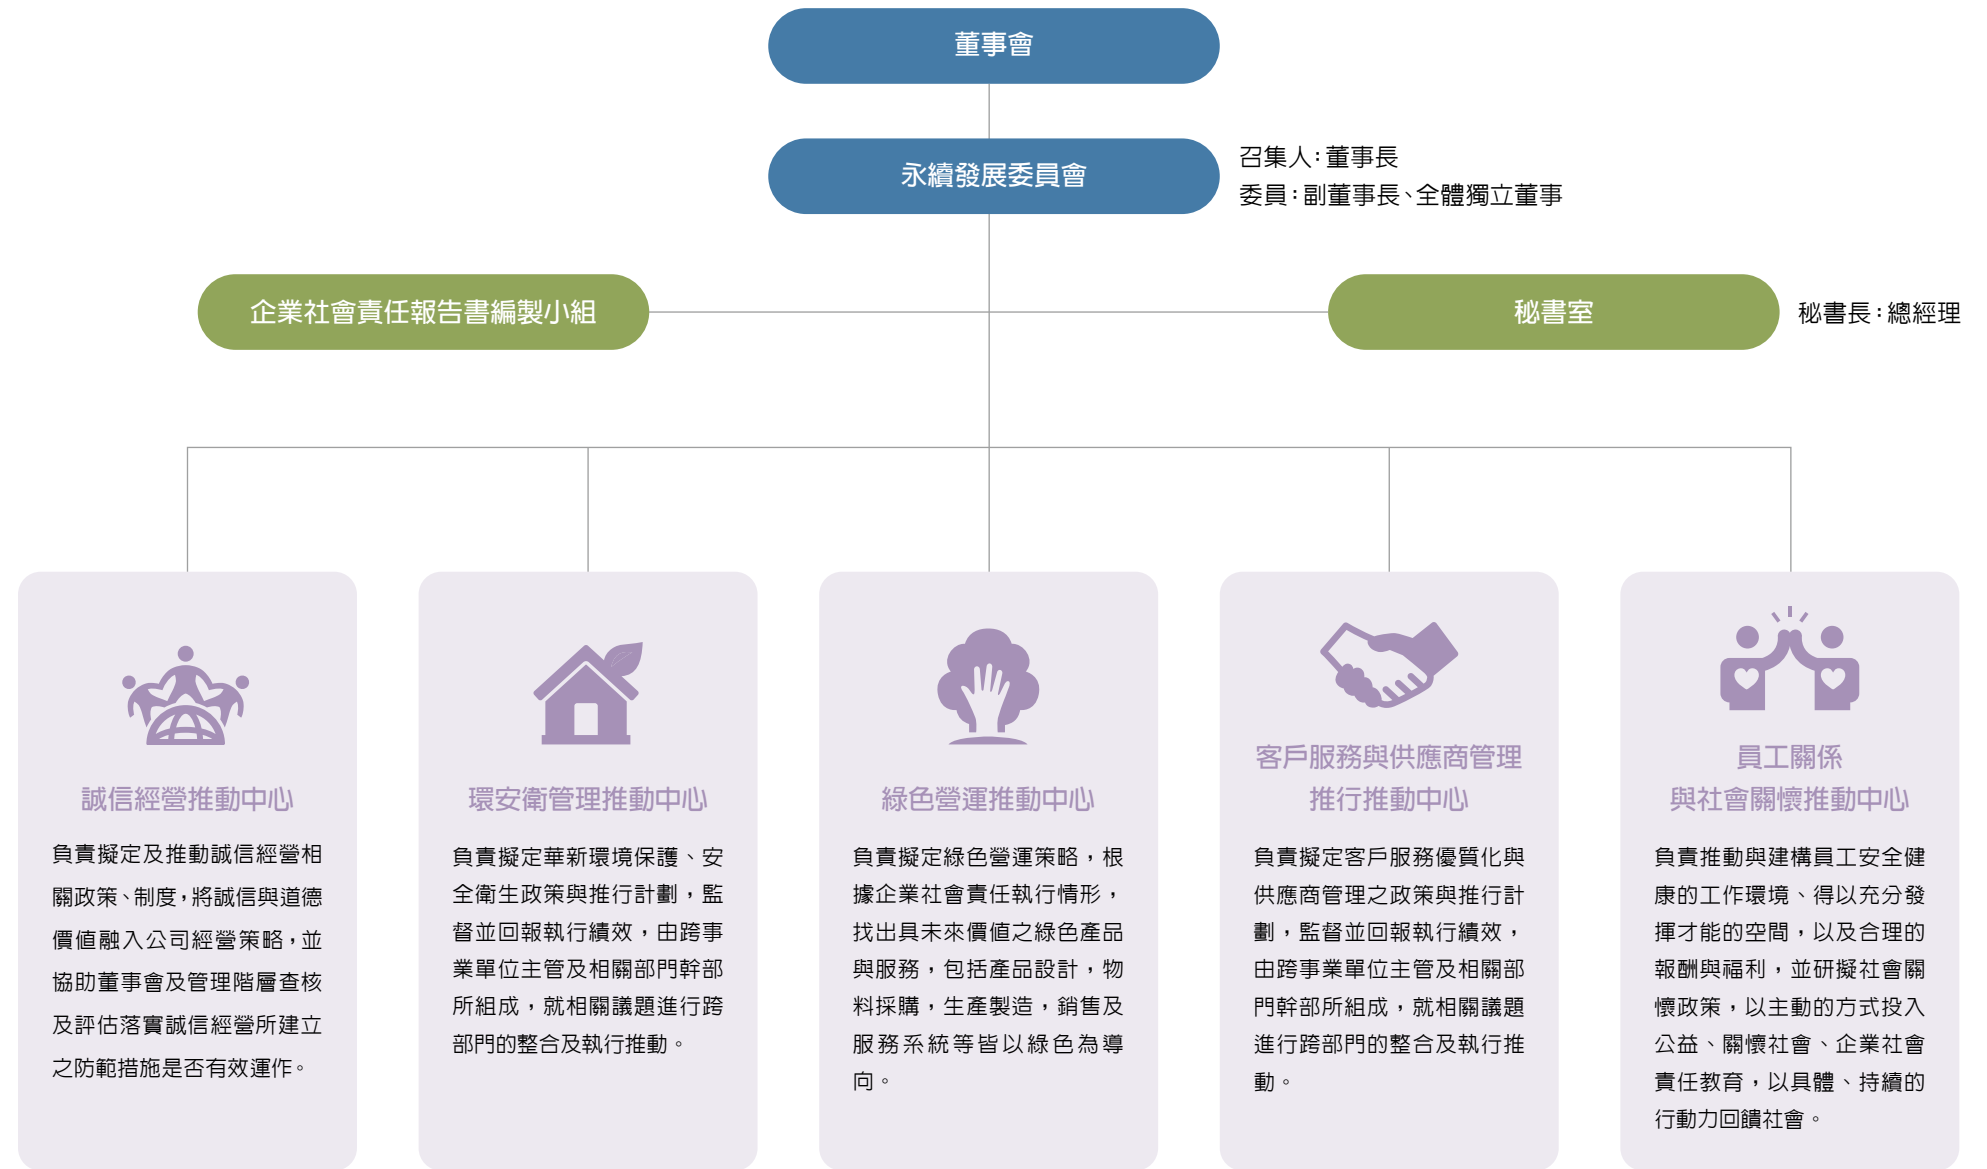 董事會
永續發展委員會
召集人：董事長
委員：副董事長、全體獨立董事
企業社會責任報告書編製小組
秘書室
秘書長：總經理
誠信經營推動中心
負責擬定及推動誠信經營相
關政策、制度，將誠信與道德
價值融入公司經營策略，並
協助董事會及管理階層查核
及評估落實誠信經營所建立
之防範措施是否有效運作。
環安衛管理推動中心
負責擬定華新環境保護、安
全衛生政策與推行計劃，監
督並回報執行績效，由跨事
業單位主管及相關部門幹部
所組成，就相關議題進行跨
部門的整合及執行推動。
綠色營運推動中心
負責擬定綠色營運策略，根
據企業社會責任執行情形，
找出具未來價值之綠色產品
與服務，包括產品設計，物
料採購，生產製造，銷售及
服務系統等皆以綠色為導
向。
客戶服務與供應商管理
推行推動中心
負責擬定客戶服務優質化與
供應商管理之政策與推行計
劃，監督並回報執行績效，
由跨事業單位主管及相關部
門幹部所組成，就相關議題
進行跨部門的整合及執行推
動。
員工關係
與社會關懷推動中心
負責推動與建構員工安全健
康的工作環境、得以充分發
揮才能的空間，以及合理的
報酬與福利，並研擬社會關
懷政策，以主動的方式投入
公益、關懷社會、企業社會
責任教育，以具體、持續的
行動力回饋社會。